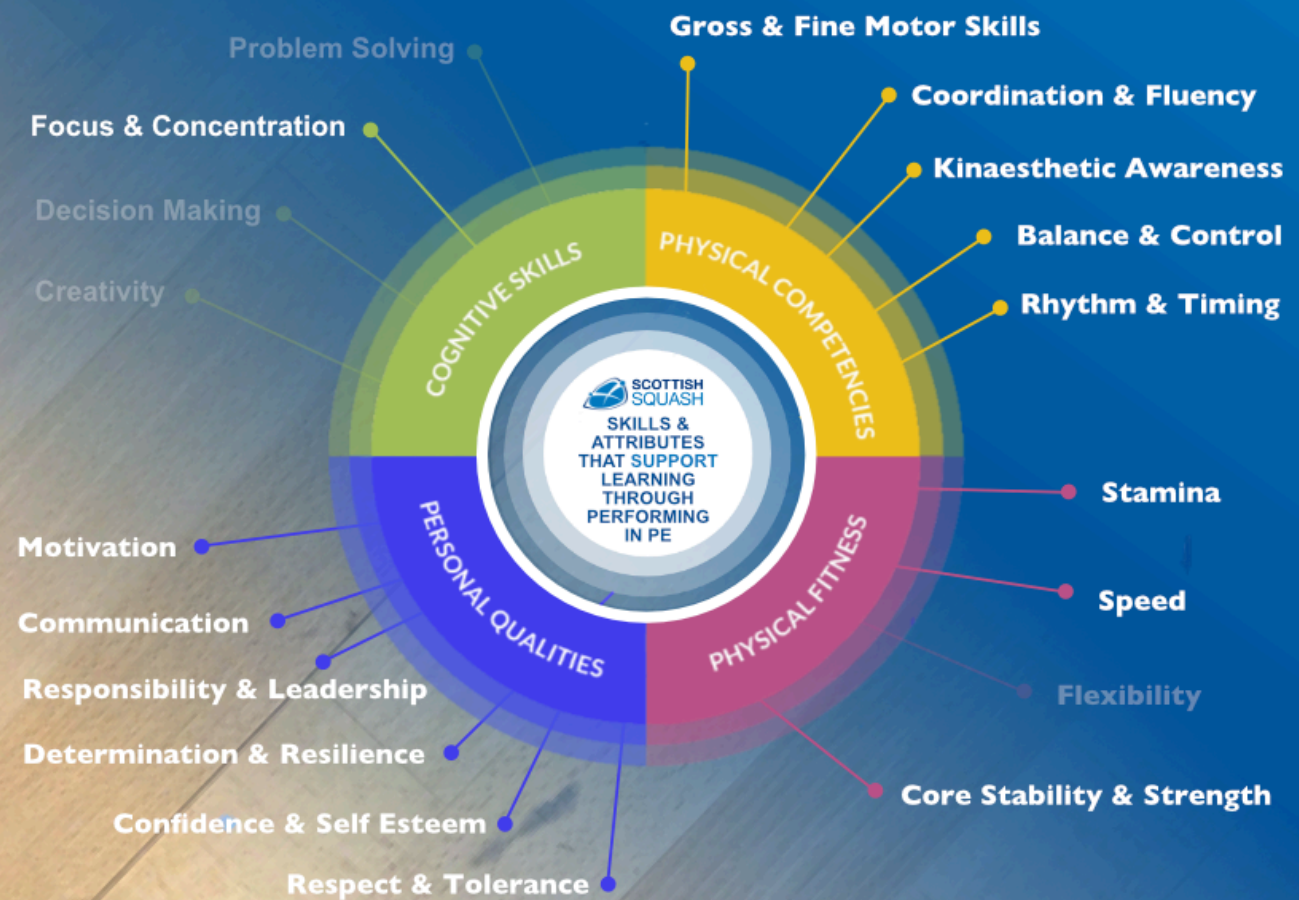 Problem Solving
Focus & Concentration
Decision Making
Creativity
Gross & Fine Motor Skills
Coordination & Fluency
Kinaesthetic Awareness
Balance & Control
Rhythm & Timing
COGNITIVE SKILLS
PHYSICAL COMPETENCIES
SCOTTISH
SQUASH
SKILLS &
ATTRIBUTES
THAT SUPPORT
LEARNING
THROUGH
PERFORMING
IN PE
PERSONAL QUALITIES
PHYSICAL FITNESS
Motivation
Communication
Responsibility & Leadership
Determination & Resilience
Confidence & Self Esteem
Respect & Tolerance
Stamina
Speed
Flexibility
Core Stability & Strength